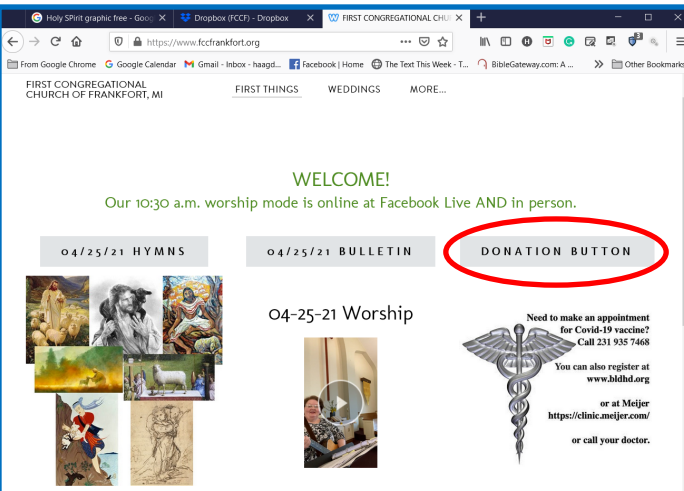 Holy SPirit graphic free - Goog
Dropbox (FCCF) - Dropbox
FIRST CONGREGATIONAL CHUR
https://www.fccfrankfort.org
From Google Chrome
Google Calendar
Gmail - Inbox - haagd...
Facebook | Home
The Text This Week - T...
BibleGateway.com: A ...
Other Bookmarks
FIRST CONGREGATIONAL
CHURCH OF FRANKFORT, MI
FIRST THINGS
WEDDINGS
MORE...
WELCOME!
Our 10:30 a.m. worship mode is online at Facebook Live AND in person.
04/25/21 HYMNS
04/25/21 BULLETIN
DONATION BUTTON
04-25-21 Worship
Need to make an appointment
for Covid-19 vaccine?
Call 231 935 7468
You can also register at
www.bldhd.org
or at Meijer
https://clinic.meijer.com/
or call your doctor.